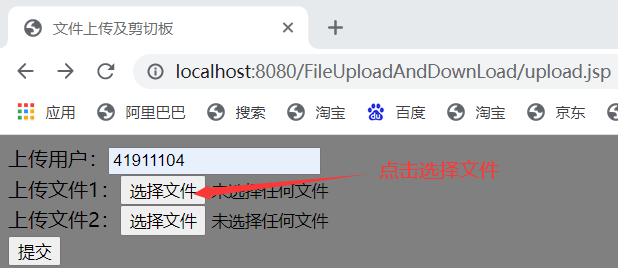 文件上传及剪切板
localhost:8080/FileUploadAndDownLoad/upload.jsp
应用 阿里巴巴 搜索 淘宝 百度 淘宝 京东
上传用户： 41911104
点击选择文件
上传文件1： 选择文件 未选择任何文件
上传文件2： 选择文件 未选择任何文件
提交